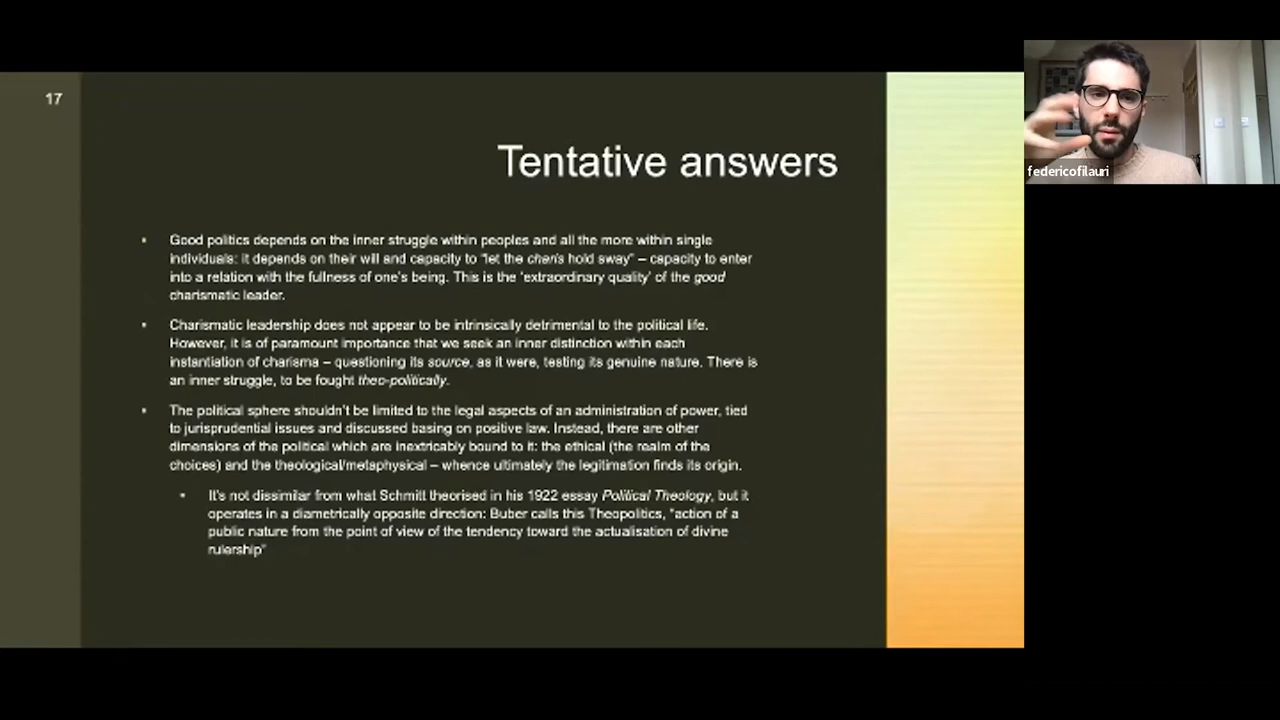 17
Tentative answers
▪ Good politics depends on the inner struggle within peoples and all the more within single
individuals: it depends on their will and capacity to “let the charis hold sway” – capacity to enter
into a relation with the fullness of one’s being. This is the ‘extraordinary quality’ of the good
charismatic leader.
▪ Charismatic leadership does not appear to be intrinsically detrimental to the political life.
However, it is of paramount importance that we seek an inner distinction within each
instantiation of charisma – questioning its source, as it were, testing its genuine nature. There is
an inner struggle, to be fought theo-politically.
▪ The political sphere shouldn’t be limited to the legal aspects of an administration of power, tied
to jurisprudential issues and discussed basing on positive law. Instead, there are other
dimensions of the political which are inextricably bound to it: the ethical (the realm of the
choices) and the theological/metaphysical – whence ultimately the legitimation finds its origin.
▪ It’s not dissimilar from what Schmitt theorised in his 1922 essay Political Theology, but it
operates in a diametrically opposite direction: Buber calls this Theopolitics, “action of a
public nature from the point of view of the tendency toward the actualisation of divine
rulership”
federicofilauri